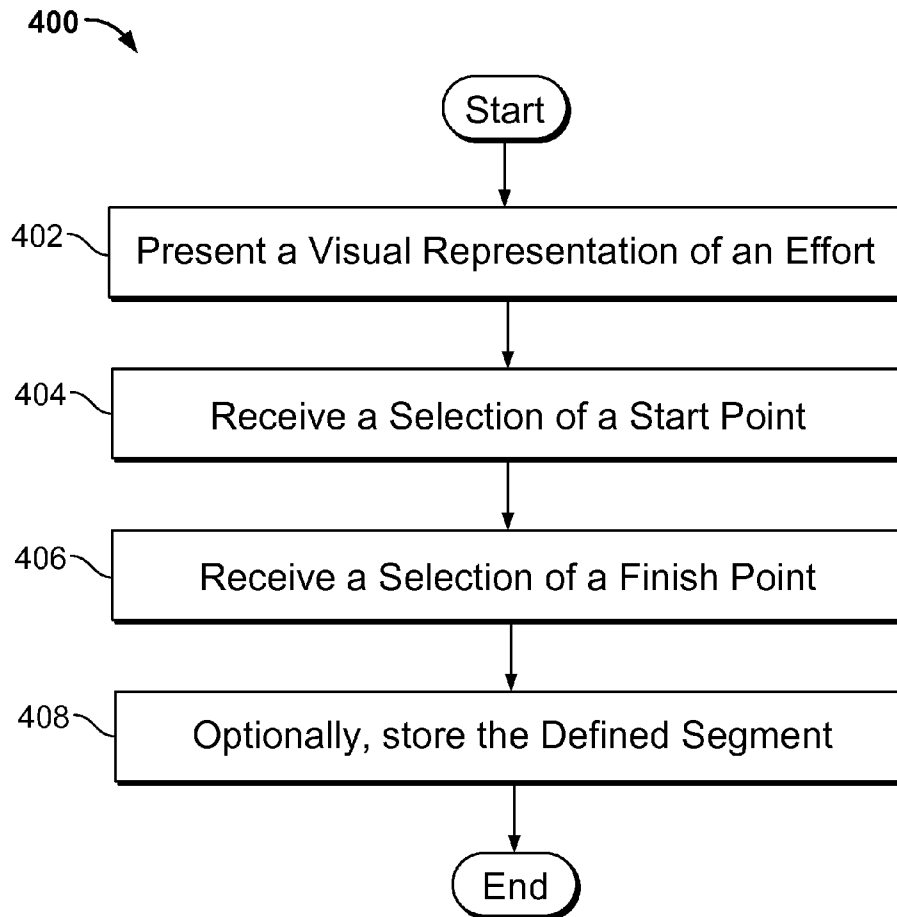 400
Start
402
Present a Visual Representation of an Effort
404
Receive a Selection of a Start Point
406
Receive a Selection of a Finish Point
408
Optionally, store the Defined Segment
End